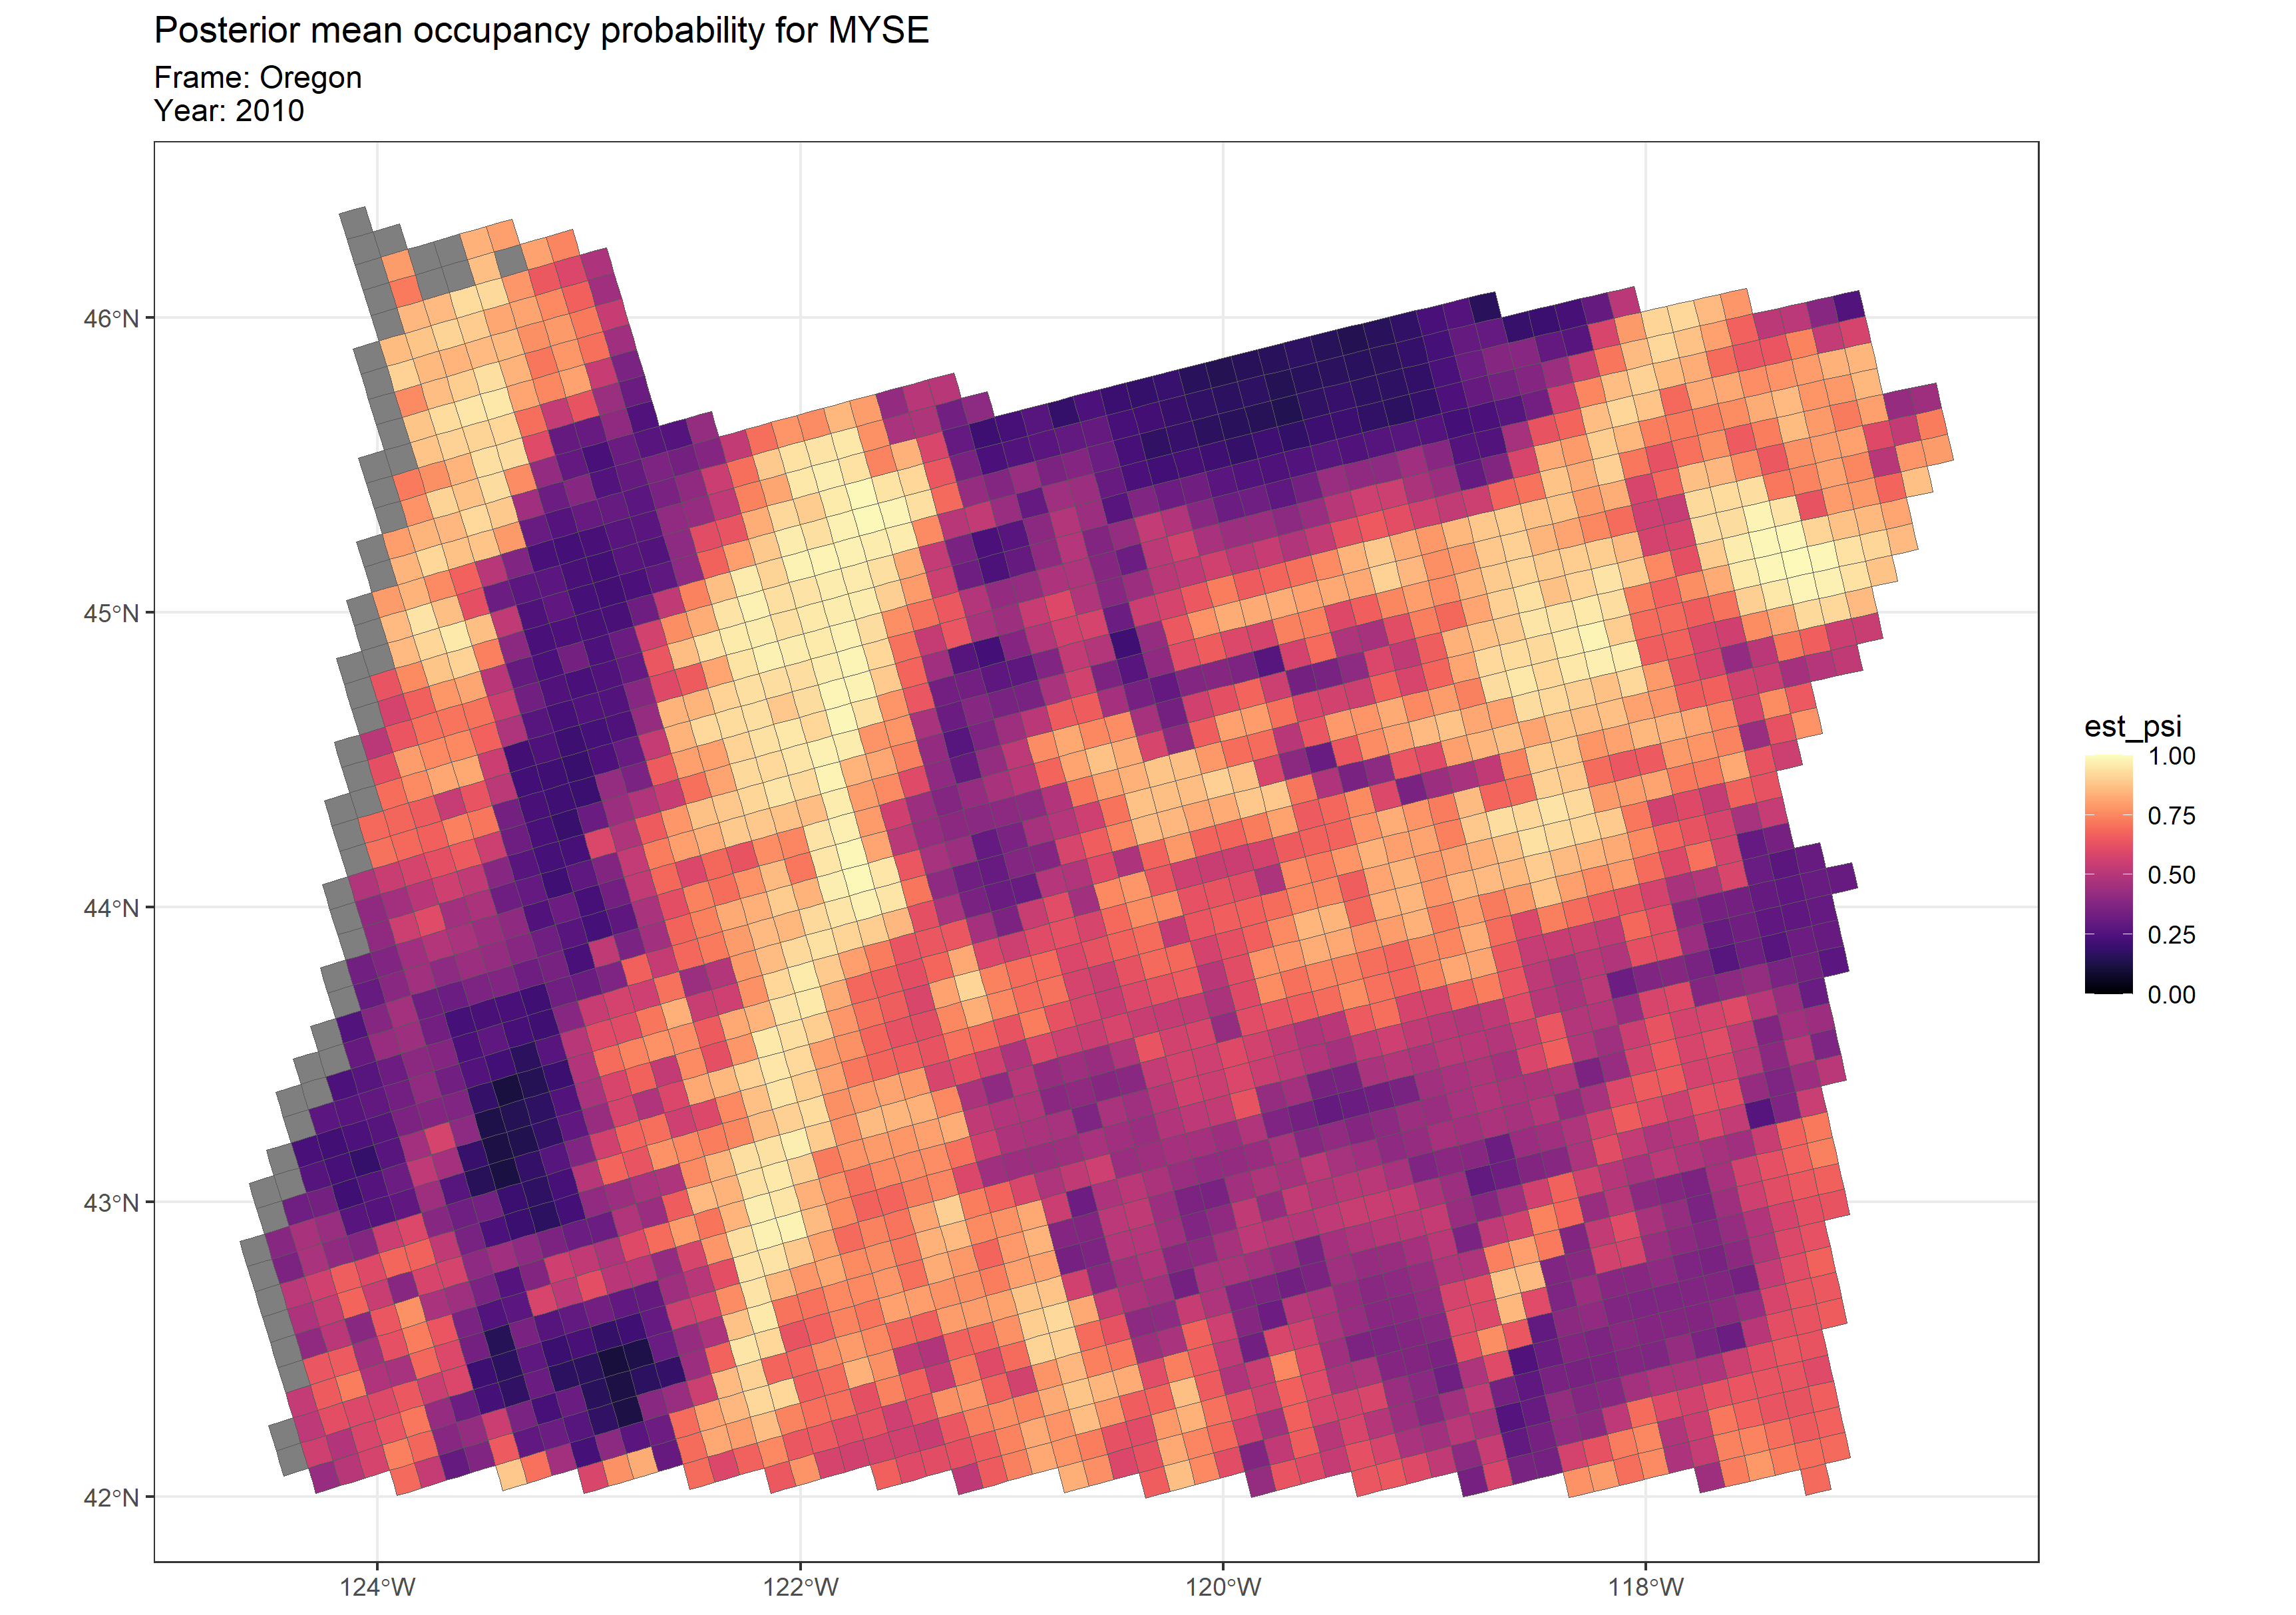 Posterior mean occupancy probability for MYSE
Frame: Oregon
Year: 2010
46°N
45°N
44°N
43°N
42°N
124°W
122°W
120°W
118°W
est_psi
1.00
0.75
0.50
0.25
0.00